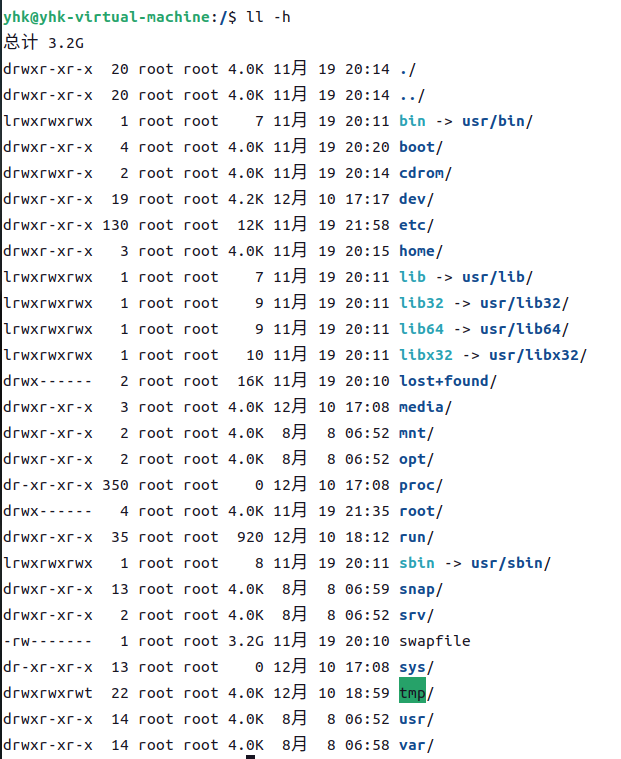 yhk@yhk-virtual-machine:/$ ll -h
总计 3.2G
drwxr-xr-x  20 root root 4.0K 11月 19 20:14 ./
drwxr-xr-x  20 root root 4.0K 11月 19 20:14 ../
lrwxrwxrwx   1 root root    7 11月 19 20:11 bin -> usr/bin/
drwxr-xr-x   4 root root 4.0K 11月 19 20:20 boot/
drwxrwxr-x   2 root root 4.0K 11月 19 20:14 cdrom/
drwxr-xr-x  19 root root 4.2K 12月 10 17:17 dev/
drwxr-xr-x 130 root root  12K 11月 19 21:58 etc/
drwxr-xr-x   3 root root 4.0K 11月 19 20:15 home/
lrwxrwxrwx   1 root root    7 11月 19 20:11 lib -> usr/lib/
lrwxrwxrwx   1 root root    9 11月 19 20:11 lib32 -> usr/lib32/
lrwxrwxrwx   1 root root    9 11月 19 20:11 lib64 -> usr/lib64/
lrwxrwxrwx   1 root root   10 11月 19 20:11 libx32 -> usr/libx32/
drwx------   2 root root  16K 11月 19 20:10 lost+found/
drwxr-xr-x   3 root root 4.0K 12月 10 17:08 media/
drwxr-xr-x   2 root root 4.0K  8月  8 06:52 mnt/
drwxr-xr-x   2 root root 4.0K  8月  8 06:52 opt/
dr-xr-xr-x 350 root root    0 12月 10 17:08 proc/
drwx------   4 root root 4.0K 11月 19 21:35 root/
drwxr-xr-x  35 root root  920 12月 10 18:12 run/
lrwxrwxrwx   1 root root    8 11月 19 20:11 sbin -> usr/sbin/
drwxr-xr-x  13 root root 4.0K  8月  8 06:59 snap/
drwxr-xr-x   2 root root 4.0K  8月  8 06:52 srv/
-rw-------   1 root root 3.2G 11月 19 20:10 swapfile
dr-xr-xr-x  13 root root    0 12月 10 17:08 sys/
drwxrwxrwt  22 root root 4.0K 12月 10 18:59 tmp/
drwxr-xr-x  14 root root 4.0K  8月  8 06:52 usr/
drwxr-xr-x  14 root root 4.0K  8月  8 06:58 var/